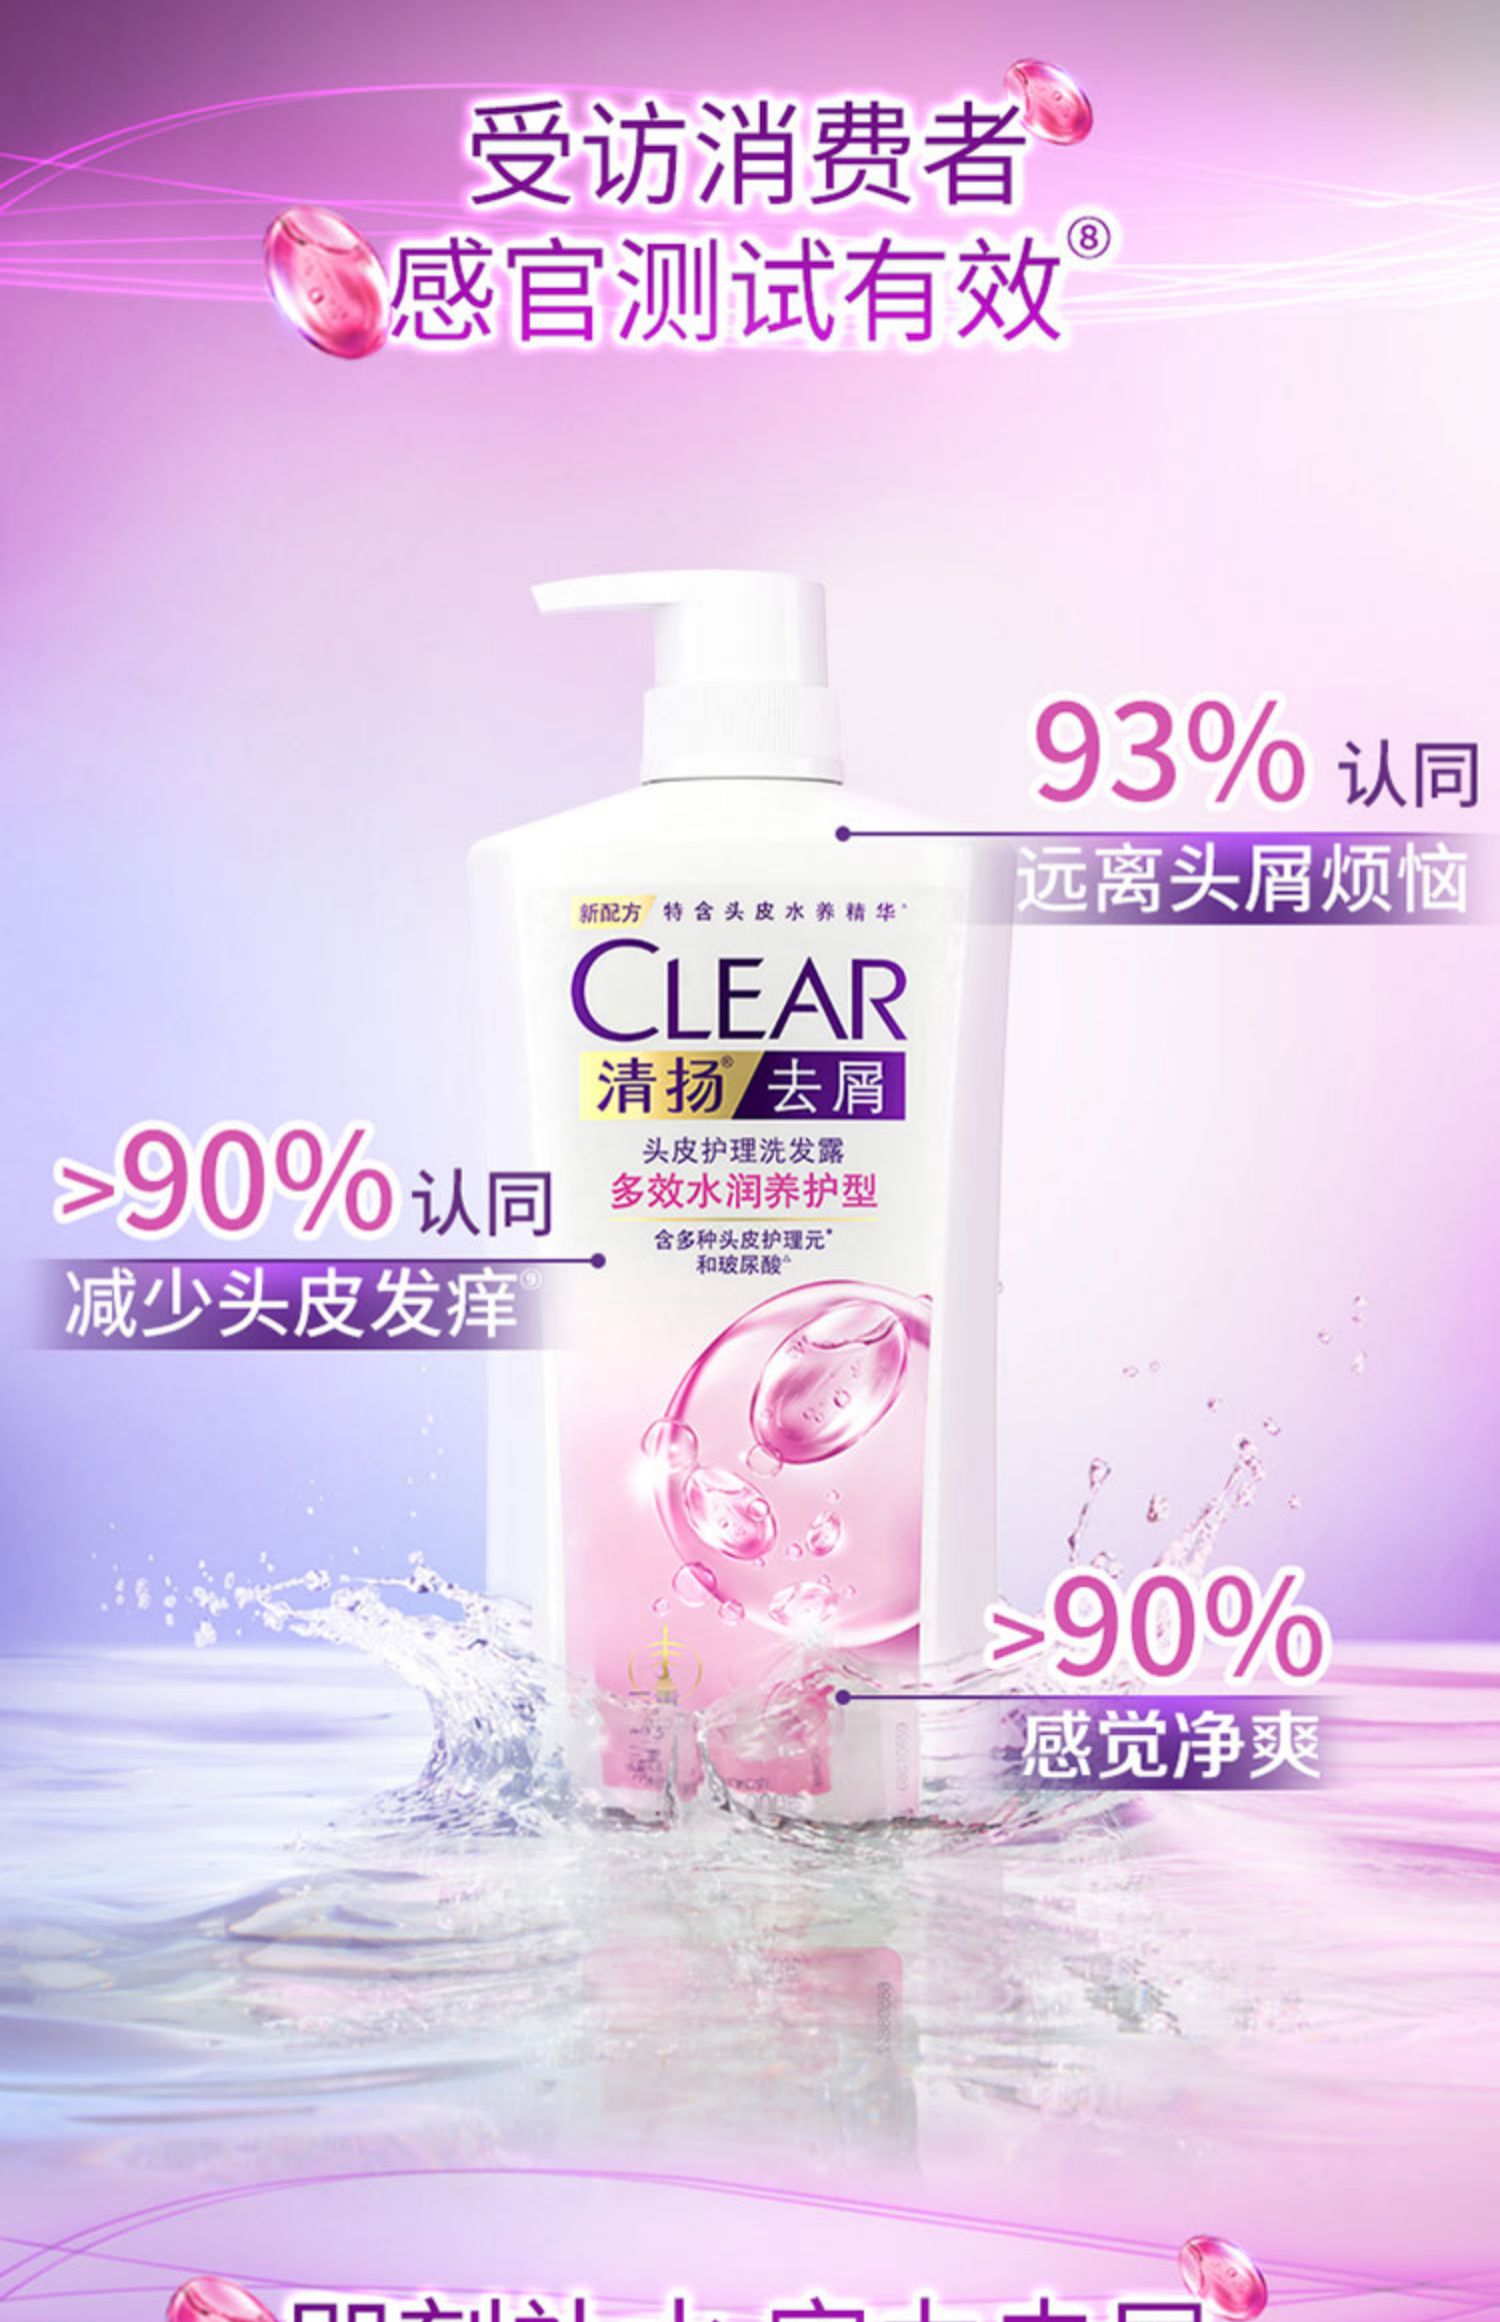 受访消费者
感官测试有效⑧
93% 认同
远离头屑烦恼
新配方 特含头皮水养精华^
CLEAR
清扬® 去屑
头皮护理洗发露
多效水润养护型
含多种头皮护理元*
和玻尿酸△
>90% 认同
减少头皮发痒⑨
>90%
感觉净爽